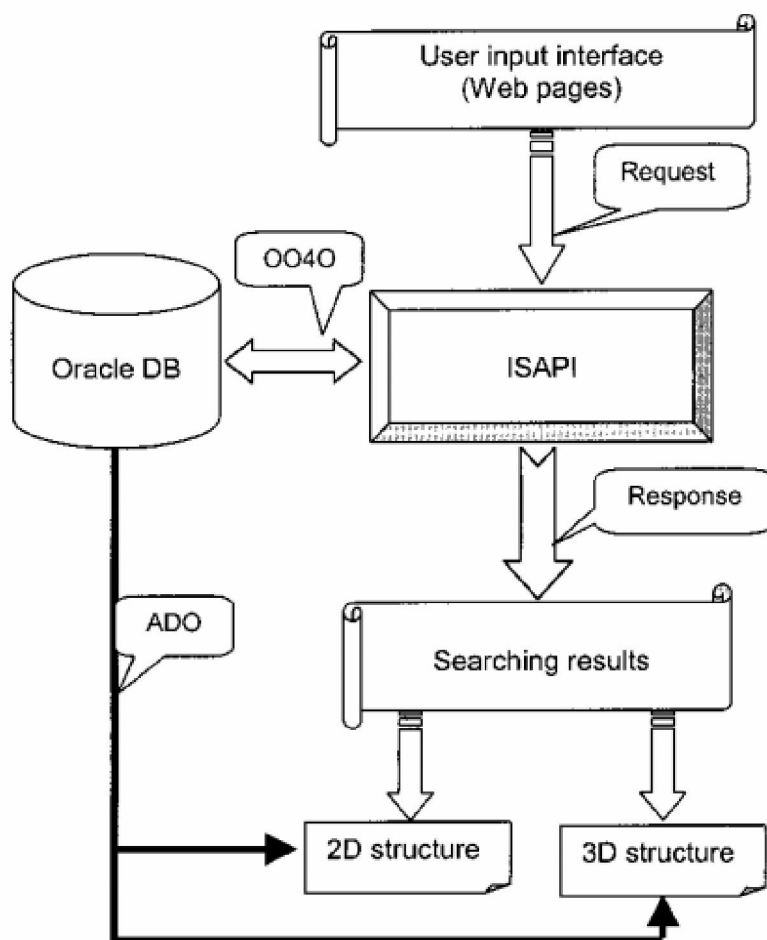 User input interface
(Web pages)
Request
OO4O
Oracle DB
ISAPI
Response
ADO
Searching results
2D structure
3D structure